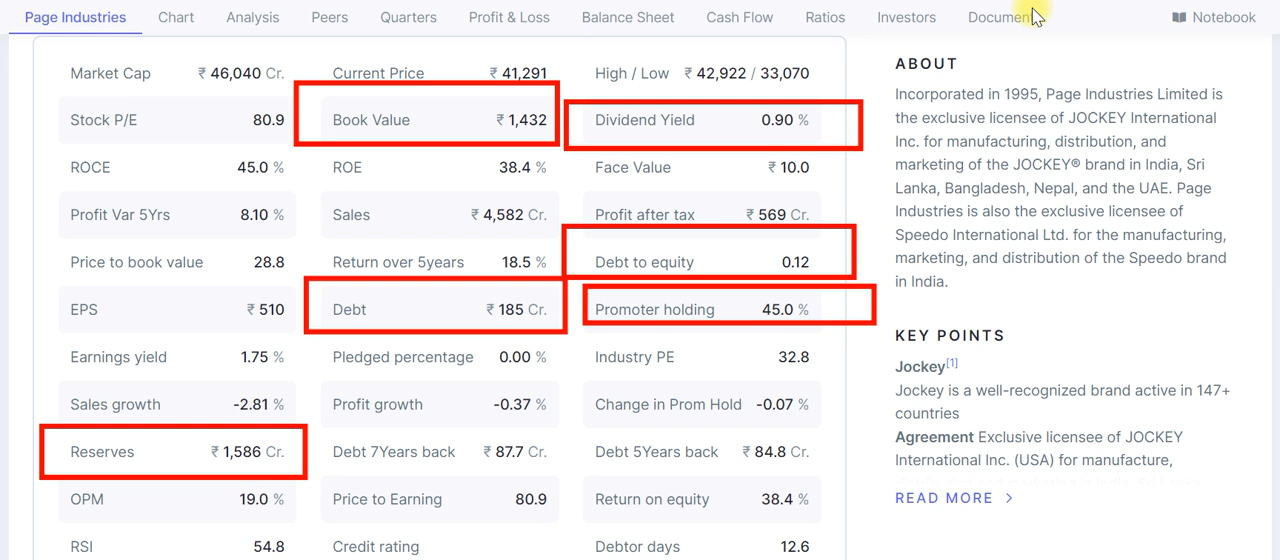 Page Industries Chart Analysis Peers Quarters Profit & Loss Balance Sheet Cash Flow Ratios Investors Documen Notebook
Market Cap ₹ 46,040 Cr. Current Price ₹ 41,291 High / Low ₹ 42,922 / 33,070
Stock P/E 80.9 Book Value ₹ 1,432 Dividend Yield 0.90 %
ROCE 45.0 % ROE 38.4 % Face Value ₹ 10.0
Profit Var 5Yrs 8.10 % Sales ₹ 4,582 Cr. Profit after tax ₹ 569 Cr.
Price to book value 28.8 Return over 5years 18.5 % Debt to equity 0.12
EPS ₹ 510 Debt ₹ 185 Cr. Promoter holding 45.0 %
Earnings yield 1.75 % Pledged percentage 0.00 % Industry PE 32.8
Sales growth -2.81 % Profit growth -0.37 % Change in Prom Hold -0.07 %
Reserves ₹ 1,586 Cr. Debt 7Years back ₹ 87.7 Cr. Debt 5Years back ₹ 84.8 Cr.
OPM 19.0 % Price to Earning 80.9 Return on equity 38.4 %
RSI 54.8 Credit rating Debtor days 12.6
ABOUT
Incorporated in 1995, Page Industries Limited is
the exclusive licensee of JOCKEY International
Inc. for manufacturing, distribution, and
marketing of the JOCKEY® brand in India, Sri
Lanka, Bangladesh, Nepal, and the UAE. Page
Industries is also the exclusive licensee of
Speedo International Ltd. for the manufacturing,
marketing, and distribution of the Speedo brand
in India.
KEY POINTS
Jockey[1]
Jockey is a well-recognized brand active in 147+
countries
Agreement Exclusive licensee of JOCKEY
International Inc. (USA) for manufacture,
READ MORE >